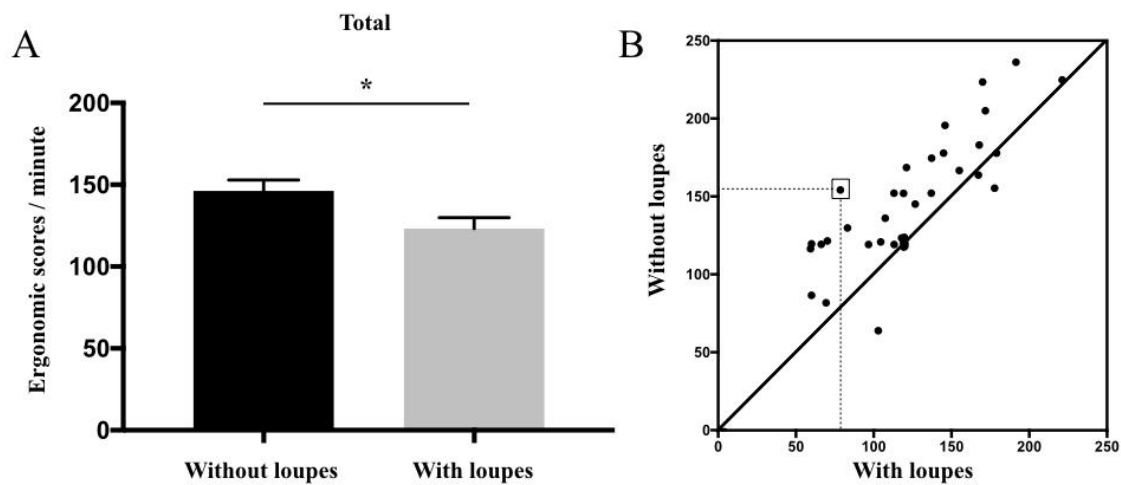 A
Total
*
Ergonomic scores / minute
200
150
100
50
0
Without loupes
With loupes
B
Without loupes
250
200
150
100
50
0
0 50 100 150 200 250
With loupes